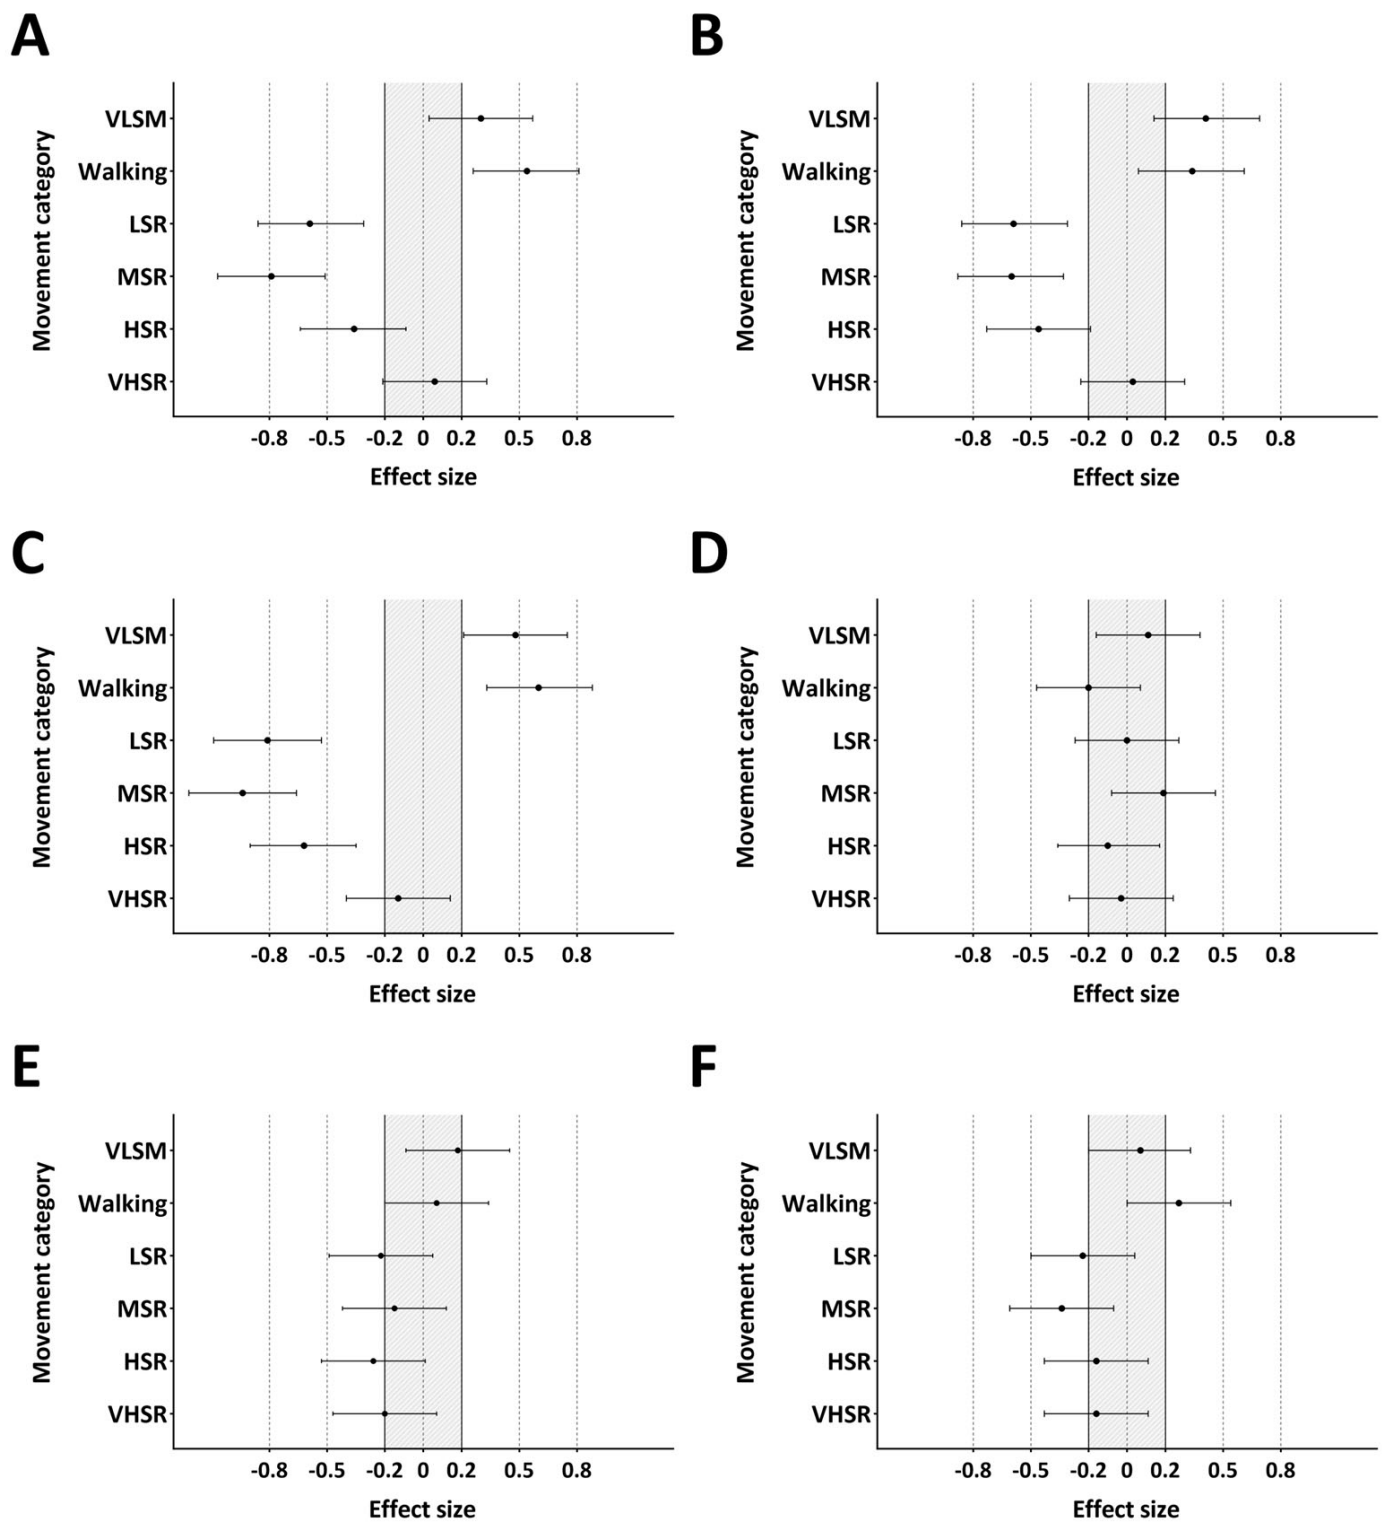 A
Movement category
VLSM
Walking
LSR
MSR
HSR
VHSR
-0.8 -0.5 -0.2 0 0.2 0.5 0.8
Effect size
B
Movement category
VLSM
Walking
LSR
MSR
HSR
VHSR
-0.8 -0.5 -0.2 0 0.2 0.5 0.8
Effect size
C
Movement category
VLSM
Walking
LSR
MSR
HSR
VHSR
-0.8 -0.5 -0.2 0 0.2 0.5 0.8
Effect size
D
Movement category
VLSM
Walking
LSR
MSR
HSR
VHSR
-0.8 -0.5 -0.2 0 0.2 0.5 0.8
Effect size
E
Movement category
VLSM
Walking
LSR
MSR
HSR
VHSR
-0.8 -0.5 -0.2 0 0.2 0.5 0.8
Effect size
F
Movement category
VLSM
Walking
LSR
MSR
HSR
VHSR
-0.8 -0.5 -0.2 0 0.2 0.5 0.8
Effect size